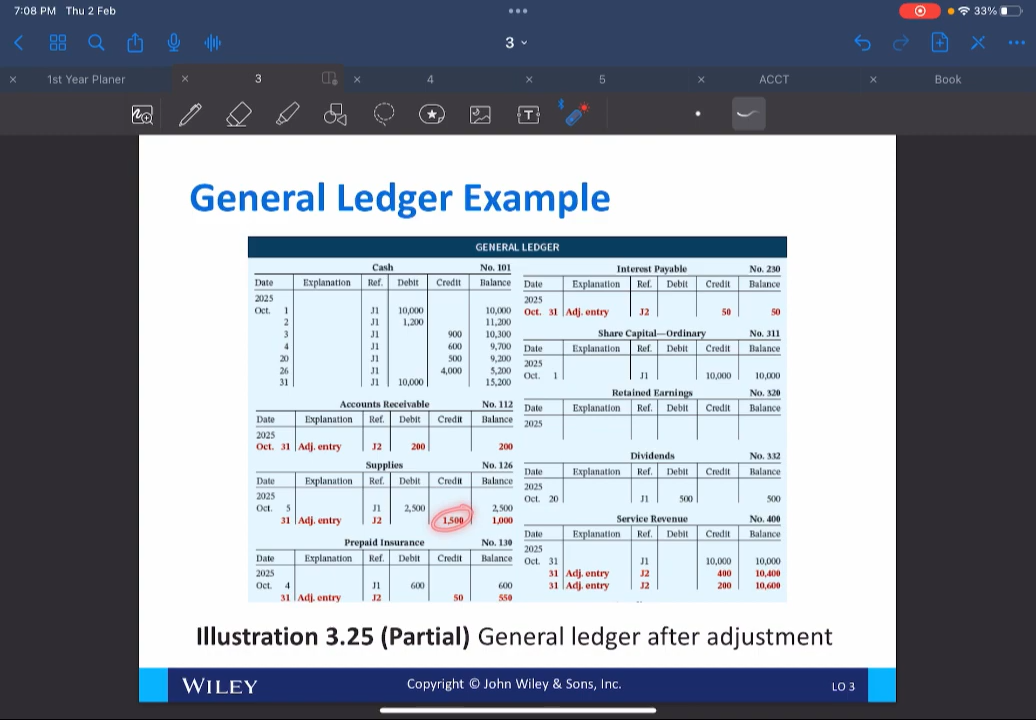 7:08 PM Thu 2 Feb
33%
3
1st Year Planer
3
4
5
ACCT
Book
General Ledger Example
GENERAL LEDGER
Cash No. 101
Date Explanation Ref. Debit Credit Balance
2025
Oct. 1 J1 10,000 10,000
2 J1 1,200 11,200
3 J1 900 10,300
4 J1 600 9,700
20 J1 500 9,200
26 J1 4,000 5,200
31 J1 10,000 15,200
Accounts Receivable No. 112
Date Explanation Ref. Debit Credit Balance
2025
Oct. 31 Adj. entry J2 200 200
Supplies No. 126
Date Explanation Ref. Debit Credit Balance
2025
Oct. 5 J1 2,500 2,500
31 Adj. entry J2 1,500 1,000
Prepaid Insurance No. 130
Date Explanation Ref. Debit Credit Balance
2025
Oct. 4 J1 600 600
31 Adj. entry J2 50 550
Interest Payable No. 230
Date Explanation Ref. Debit Credit Balance
2025
Oct. 31 Adj. entry J2 50 50
Share Capital—Ordinary No. 311
Date Explanation Ref. Debit Credit Balance
2025
Oct. 1 J1 10,000 10,000
Retained Earnings No. 320
Date Explanation Ref. Debit Credit Balance
2025
Dividends No. 332
Date Explanation Ref. Debit Credit Balance
2025
Oct. 20 J1 500 500
Service Revenue No. 400
Date Explanation Ref. Debit Credit Balance
2025
Oct. 31 J1 10,000 10,000
31 Adj. entry J2 400 10,400
31 Adj. entry J2 200 10,600
Illustration 3.25 (Partial) General ledger after adjustment
WILEY
Copyright © John Wiley & Sons, Inc.
LO 3